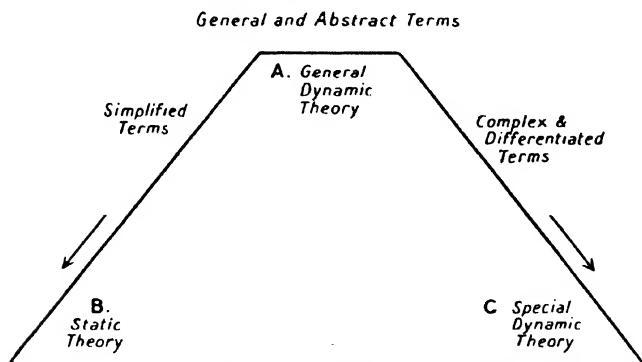 General and Abstract Terms
A. General
Dynamic
Theory
Simplified
Terms
Complex &
Differentiated
Terms
B.
Static
Theory
C Special
Dynamic
Theory